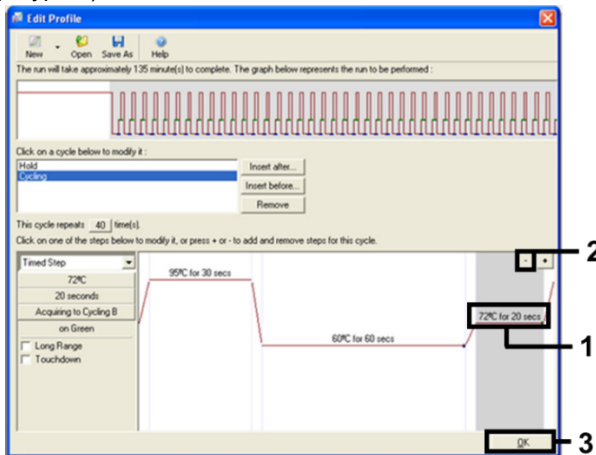 Edit Profile
New Open Save As Help
The run will take approximately 135 minute(s) to complete. The graph below represents the run to be performed :
Click on a cycle below to modify it :
Hold
Cycling
Insert after...
Insert before...
Remove
This cycle repeats 40 time(s).
Click on one of the steps below to modify it, or press + or - to add and remove steps for this cycle.
Timed Step
72ºC
20 seconds
Acquiring to Cycling B
on Green
Long Range
Touchdown
95ºC for 30 secs
60ºC for 60 secs
72ºC for 20 secs
- +
2
1
OK
3